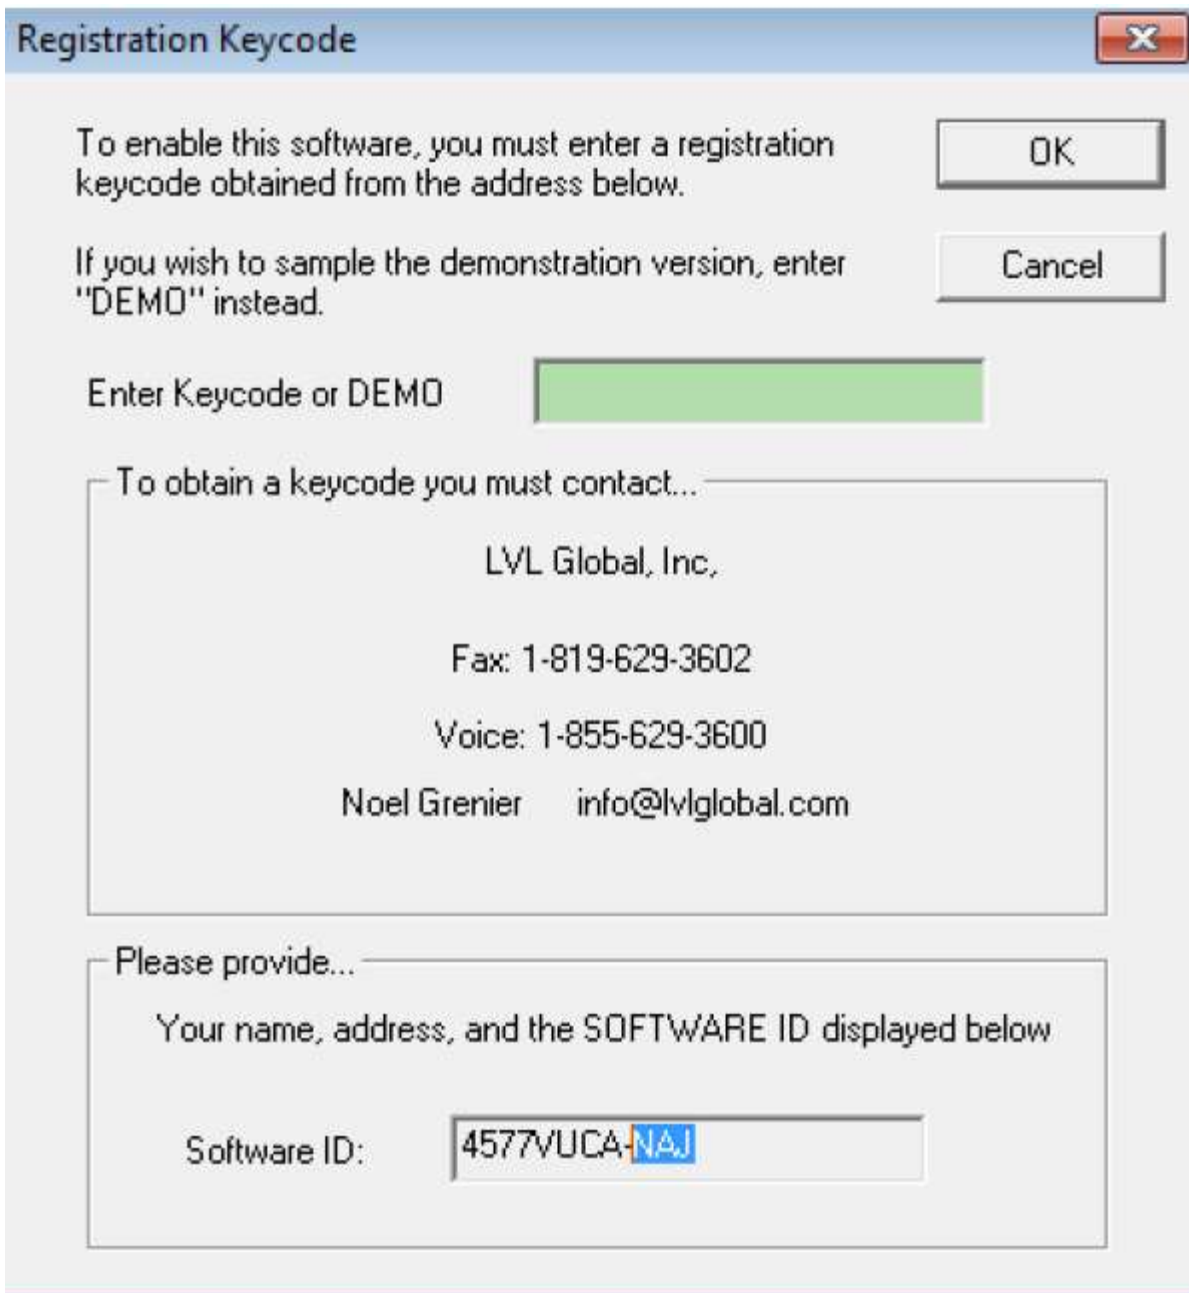 Registration Keycode
To enable this software, you must enter a registration
keycode obtained from the address below.
OK
If you wish to sample the demonstration version, enter
"DEMO" instead.
Cancel
Enter Keycode or DEMO
To obtain a keycode you must contact...
LVL Global, Inc,
Fax: 1-819-629-3602
Voice: 1-855-629-3600
Noel Grenier info@lvlglobal.com
Please provide...
Your name, address, and the SOFTWARE ID displayed below
Software ID: 4577VUCA-NAJ